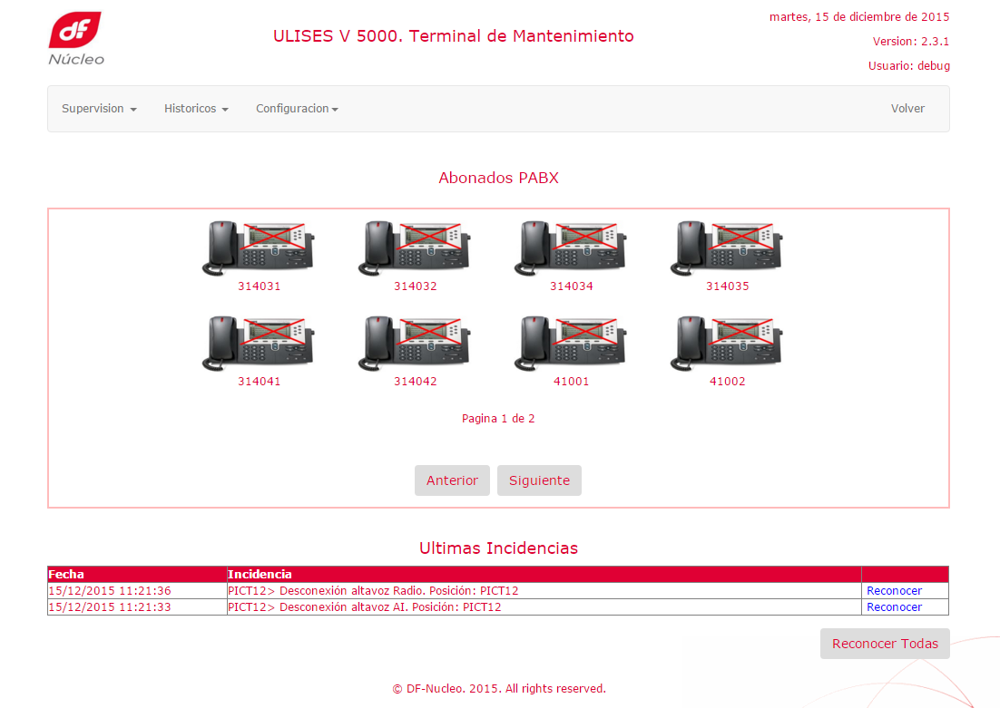 df
Núcleo
ULISES V 5000. Terminal de Mantenimiento
martes, 15 de diciembre de 2015
Version: 2.3.1
Usuario: debug
Supervision Historicos Configuracion Volver
Abonados PABX
314031 314032 314034 314035
314041 314042 41001 41002
Pagina 1 de 2
Anterior Siguiente
Ultimas Incidencias
Fecha Incidencia
15/12/2015 11:21:36 PICT12> Desconexión altavoz Radio. Posición: PICT12 Reconocer
15/12/2015 11:21:33 PICT12> Desconexión altavoz AI. Posición: PICT12 Reconocer
Reconocer Todas
© DF-Nucleo. 2015. All rights reserved.